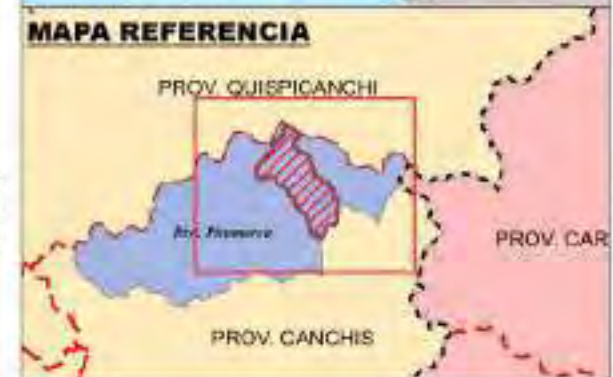 MAPA REFERENCIA
PROV. QUISPICANCHI
PROV. CAR
PROV. CANCHIS